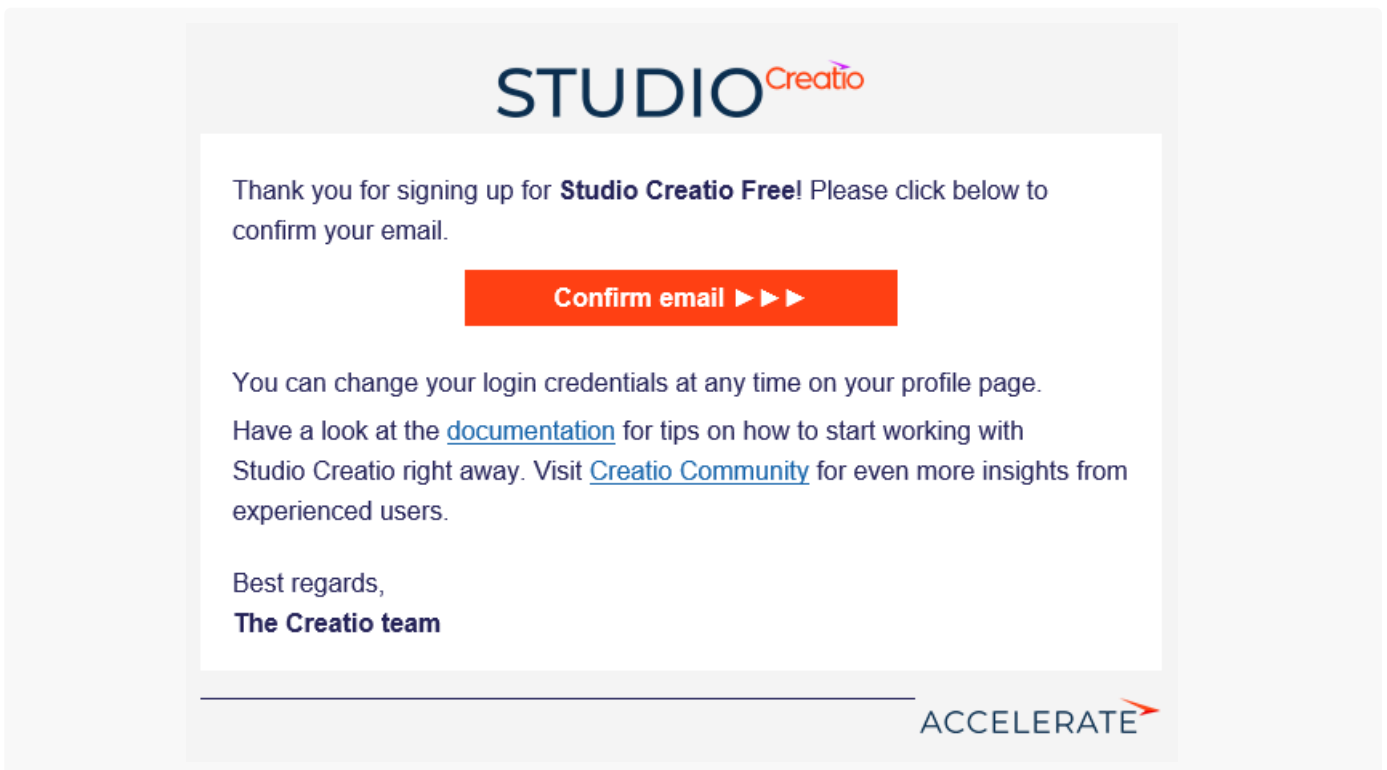 STUDIO Creatio
Thank you for signing up for Studio Creatio Free! Please click below to
confirm your email.
Confirm email ►►►
You can change your login credentials at any time on your profile page.
Have a look at the documentation for tips on how to start working with
Studio Creatio right away. Visit Creatio Community for even more insights from
experienced users.
Best regards,
The Creatio team
ACCELERATE